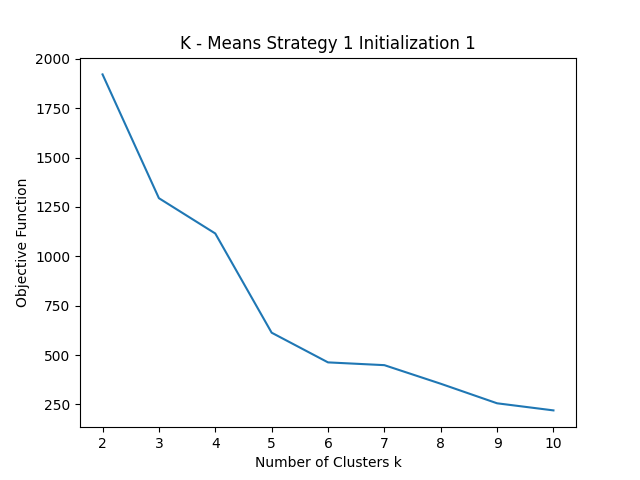 K - Means Strategy 1 Initialization 1
2000
1750
1500
1250
1000
750
500
250
Objective Function
2 3 4 5 6 7 8 9 10
Number of Clusters k